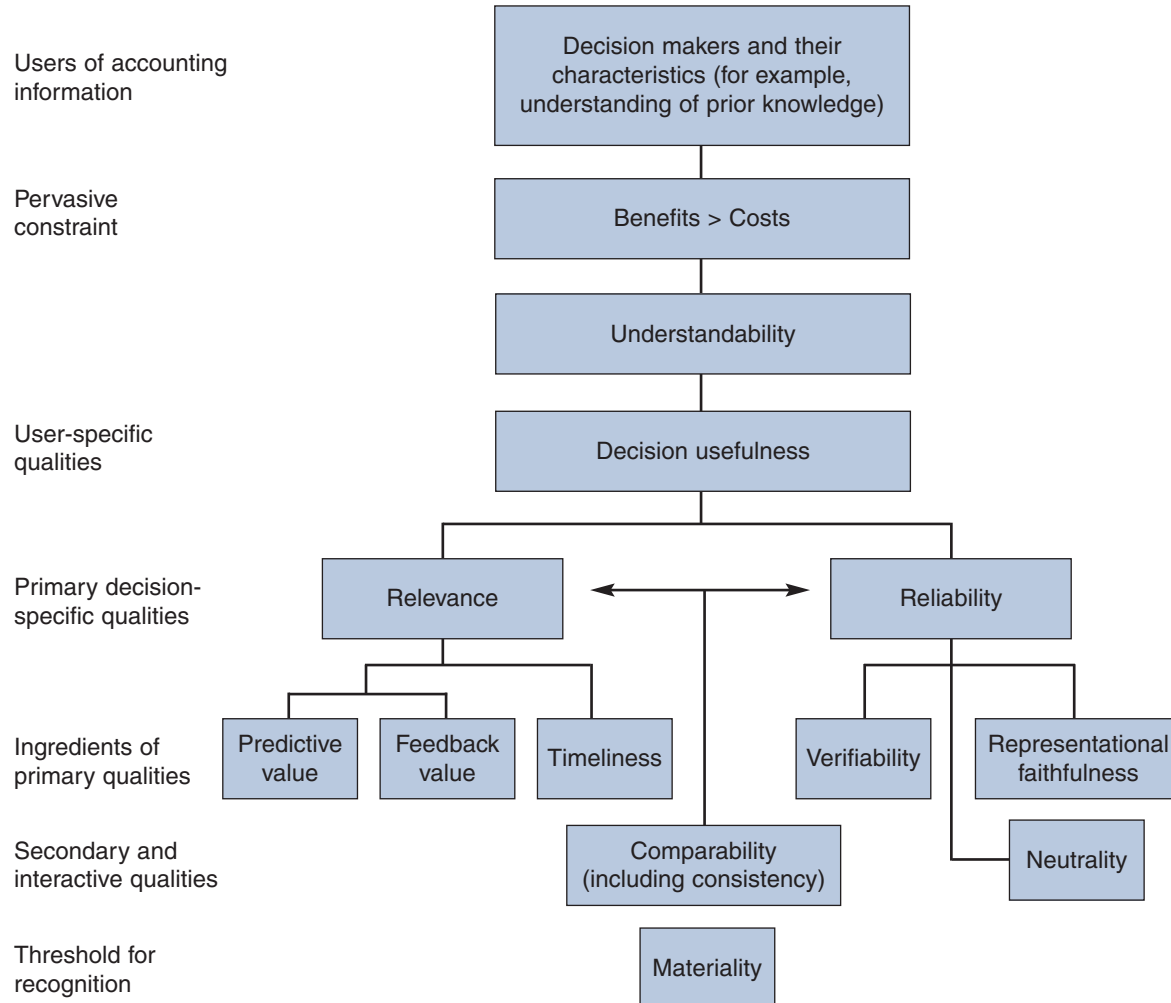 Users of accounting
information
Decision makers and their
characteristics (for example,
understanding of prior knowledge)
Pervasive
constraint
Benefits > Costs
Understandability
User-specific
qualities
Decision usefulness
Primary decision-
specific qualities
Relevance
Reliability
Ingredients of
primary qualities
Predictive
value
Feedback
value
Timeliness
Verifiability
Representational
faithfulness
Secondary and
interactive qualities
Comparability
(including consistency)
Neutrality
Threshold for
recognition
Materiality